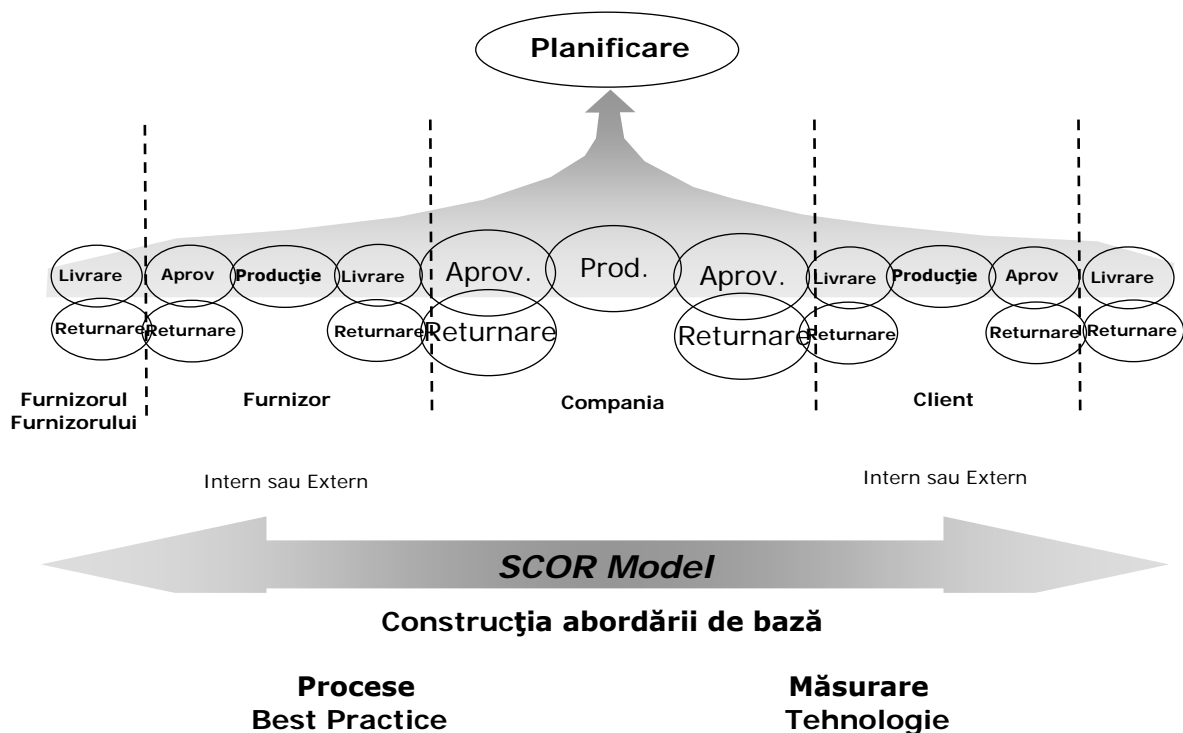 Planificare
Livrare Aprov Producţie Livrare Aprov. Prod. Aprov. Livrare Producţie Aprov Livrare
Returnare Returnare Returnare Returnare Returnare Returnare Returnare Returnare
Furnizorul Furnizor Compania Client
Furnizorului
Intern sau Extern Intern sau Extern
SCOR Model
Construcţia abordării de bază
Procese Măsurare
Best Practice Tehnologie